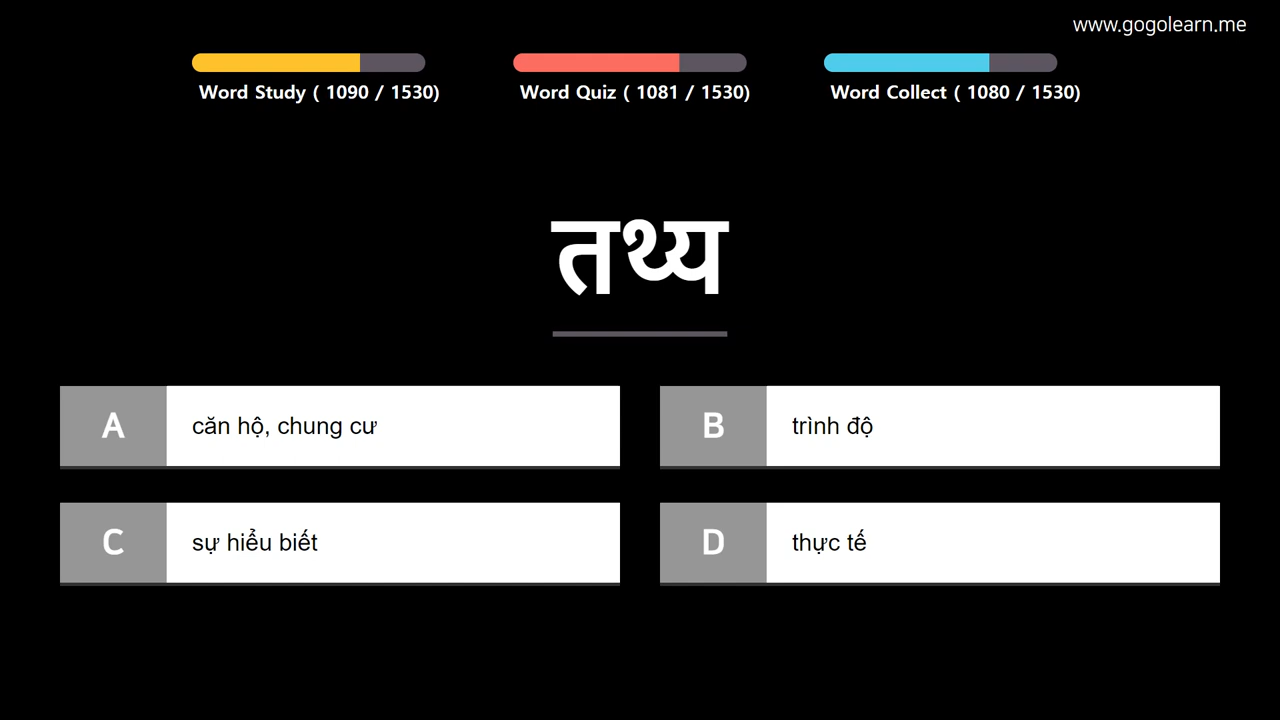 www.gogolearn.me
Word Study ( 1090 / 1530)
Word Quiz ( 1081 / 1530)
Word Collect ( 1080 / 1530)
तथ्य
A căn hộ, chung cư
B trình độ
C sự hiểu biết
D thực tế